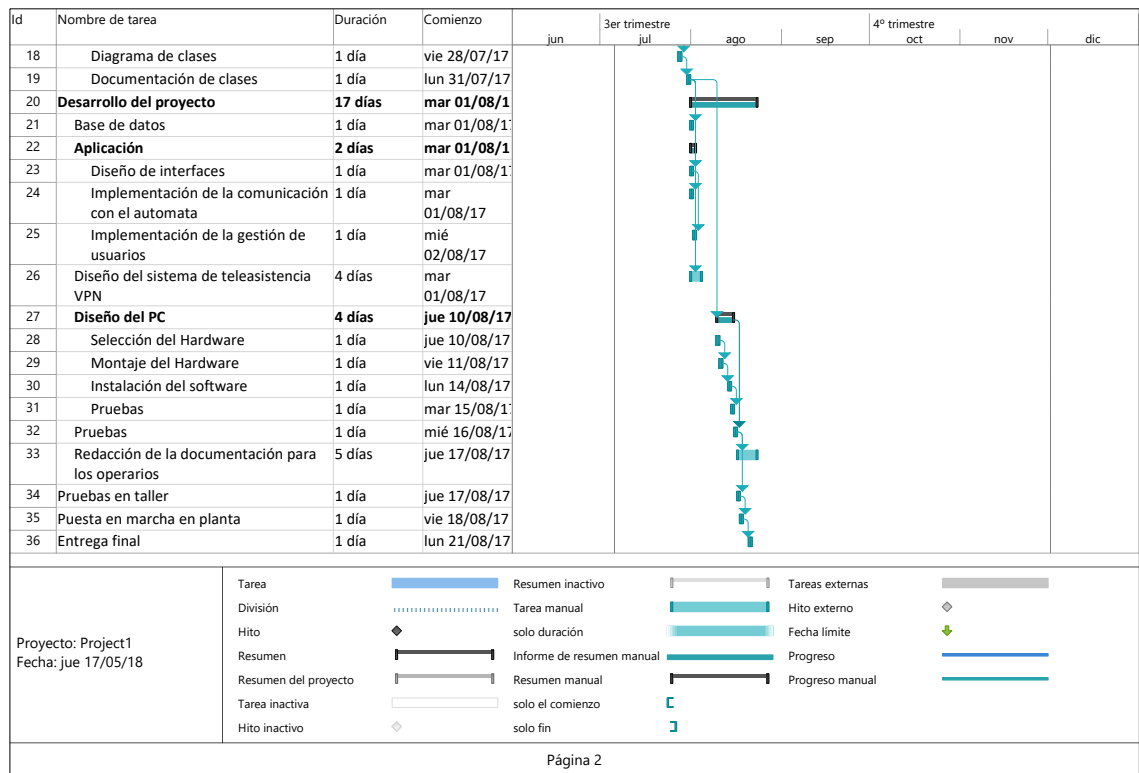 Id Nombre de tarea Duración Comienzo
3er trimestre 4º trimestre
jun jul ago sep oct nov dic
18 Diagrama de clases 1 día vie 28/07/17
19 Documentación de clases 1 día lun 31/07/17
20 Desarrollo del proyecto 17 días mar 01/08/1
21 Base de datos 1 día mar 01/08/17
22 Aplicación 2 días mar 01/08/1
23 Diseño de interfaces 1 día mar 01/08/17
24 Implementación de la comunicación 1 día mar
con el automata 01/08/17
25 Implementación de la gestión de 1 día mié
usuarios 02/08/17
26 Diseño del sistema de teleasistencia 4 días mar
VPN 01/08/17
27 Diseño del PC 4 días jue 10/08/17
28 Selección del Hardware 1 día jue 10/08/17
29 Montaje del Hardware 1 día vie 11/08/17
30 Instalación del software 1 día lun 14/08/17
31 Pruebas 1 día mar 15/08/17
32 Pruebas 1 día mié 16/08/17
33 Redacción de la documentación para 5 días jue 17/08/17
los operarios
34 Pruebas en taller 1 día jue 17/08/17
35 Puesta en marcha en planta 1 día vie 18/08/17
36 Entrega final 1 día lun 21/08/17
Proyecto: Project1
Fecha: jue 17/05/18
Tarea
División
Hito
Resumen
Resumen del proyecto
Tarea inactiva
Hito inactivo
Resumen inactivo
Tarea manual
solo duración
Informe de resumen manual
Resumen manual
solo el comienzo
solo fin
Tareas externas
Hito externo
Fecha límite
Progreso
Progreso manual
Página 2